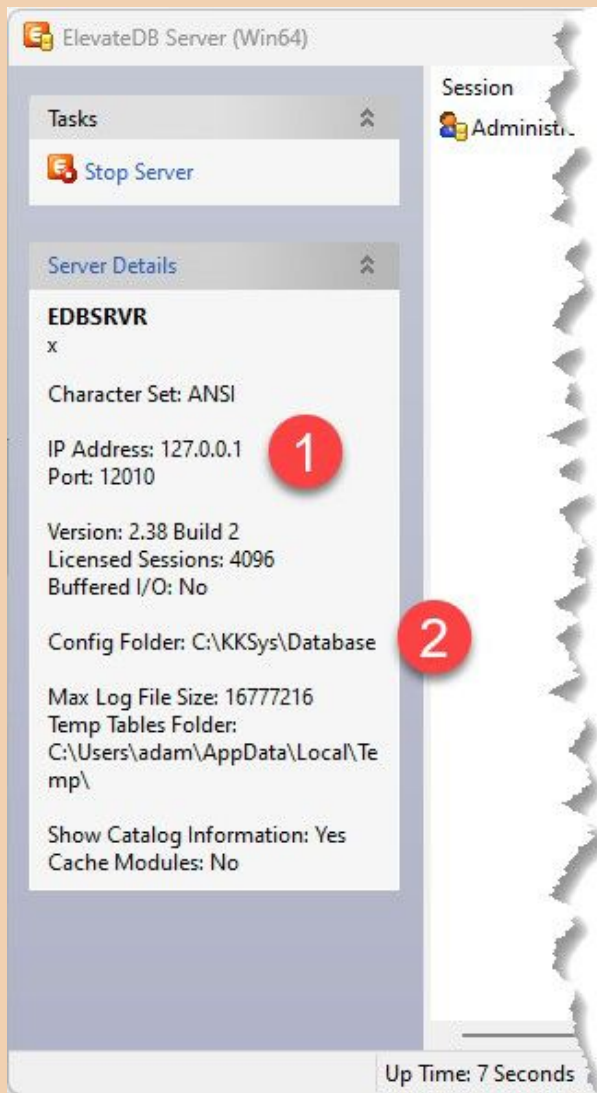 ElevateDB Server (Win64)
Tasks
Stop Server
Server Details
EDBSRVR
x
Character Set: ANSI
IP Address: 127.0.0.1
1
Port: 12010
Version: 2.38 Build 2
Licensed Sessions: 4096
Buffered I/O: No
Config Folder: C:\KKSys\Database
2
Max Log File Size: 16777216
Temp Tables Folder:
C:\Users\adam\AppData\Local\Te
mp\
Show Catalog Information: Yes
Cache Modules: No
Session
Up Time: 7 Seconds